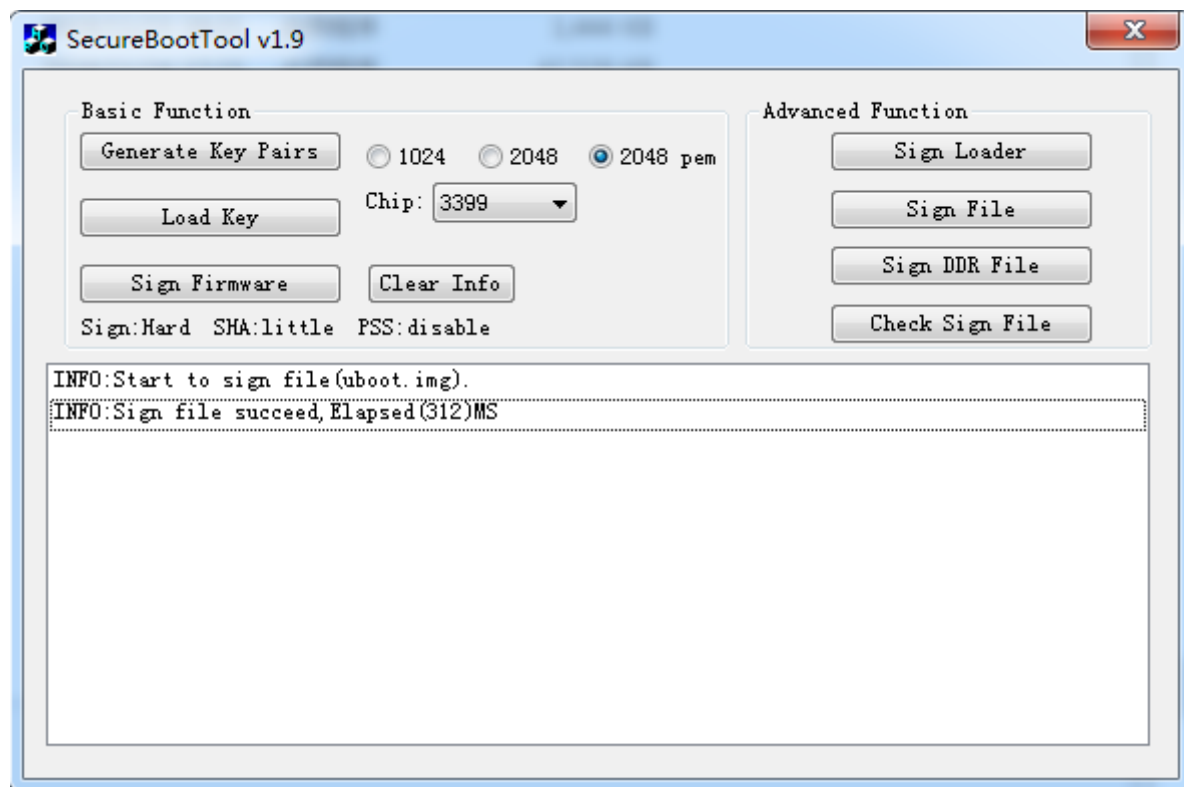 SecureBootTool v1.9
Basic Function
Generate Key Pairs 1024 2048 2048 pem
Load Key Chip: 3399
Sign Firmware Clear Info
Sign:Hard SHA:little PSS:disable
Advanced Function
Sign Loader
Sign File
Sign DDR File
Check Sign File
INFO:Start to sign file(uboot.img).
INFO:Sign file succeed,Elapsed(312)MS